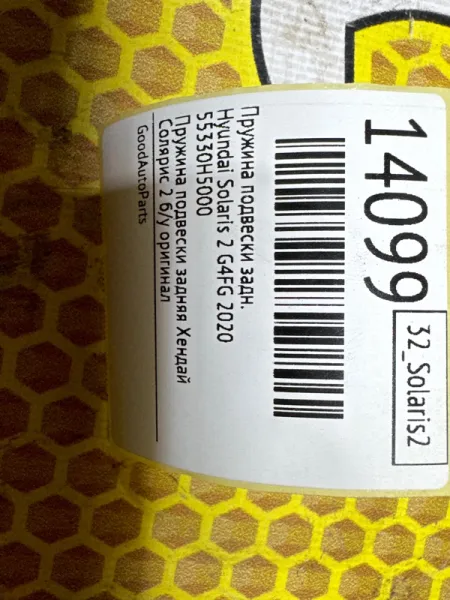 14099
32_Solaris2
Пружина подвески задн.
Hyundai Solaris 2 G4FG 2020
55330H5000
Пружина подвески задняя Хендай
Солярис 2 б/у оригинал
GoodAutoParts